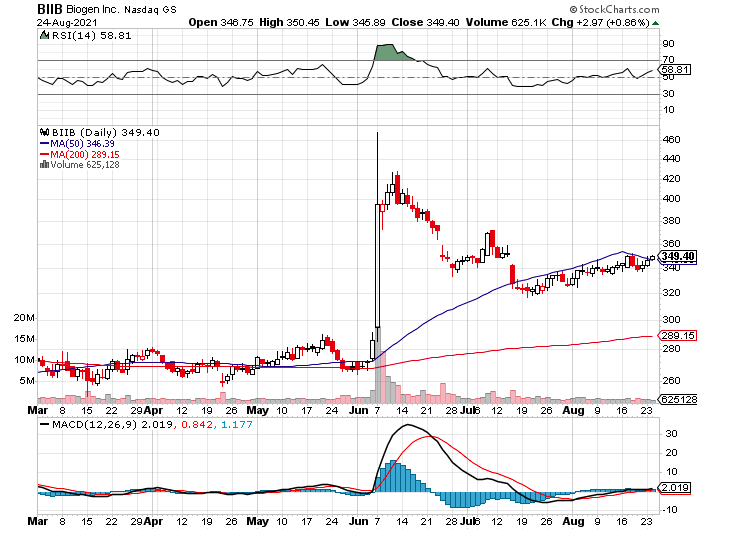 BIIB Biogen Inc. Nasdaq GS © StockCharts.com
24-Aug-2021 Open 346.75 High 350.45 Low 345.89 Close 349.40 Volume 625.1K Chg +2.97 (+0.86%)
RSI(14) 58.81
90
70
58.81
50
30
10
BIIB (Daily) 349.40
MA(50) 346.39
MA(200) 289.15
Volume 625,128
460
440
420
400
380
360
349.40
340
320
300
289.15
280
260
20M
15M
10M
5M
625128
Mar 8 15 22 29 Apr 12 19 26 May 10 17 24 Jun 7 14 21 28 Jul 6 12 19 26 Aug 9 16 23
MACD(12,26,9) 2.019, 0.842, 1.177
30
20
10
2.019
-10
Mar 8 15 22 29 Apr 12 19 26 May 10 17 24 Jun 7 14 21 28 Jul 6 12 19 26 Aug 9 16 23